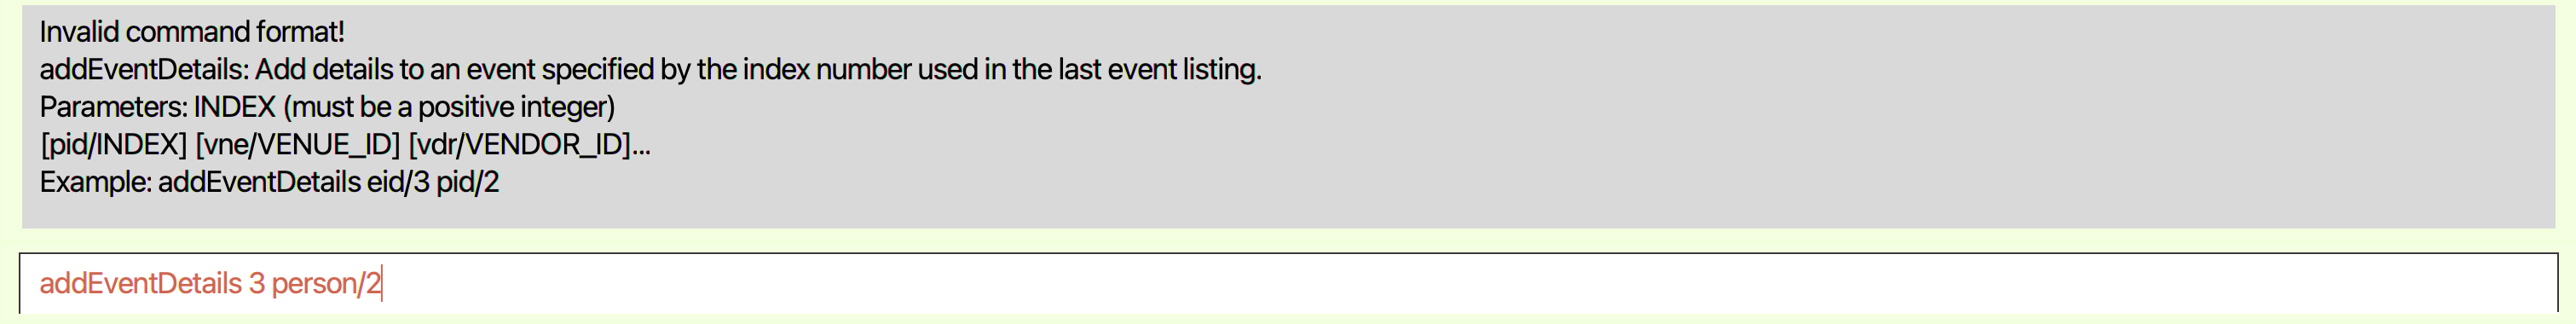 Invalid command format!
addEventDetails: Add details to an event specified by the index number used in the last event listing.
Parameters: INDEX (must be a positive integer)
[pid/INDEX] [vne/VENUE_ID] [vdr/VENDOR_ID]...
Example: addEventDetails eid/3 pid/2
addEventDetails 3 person/2